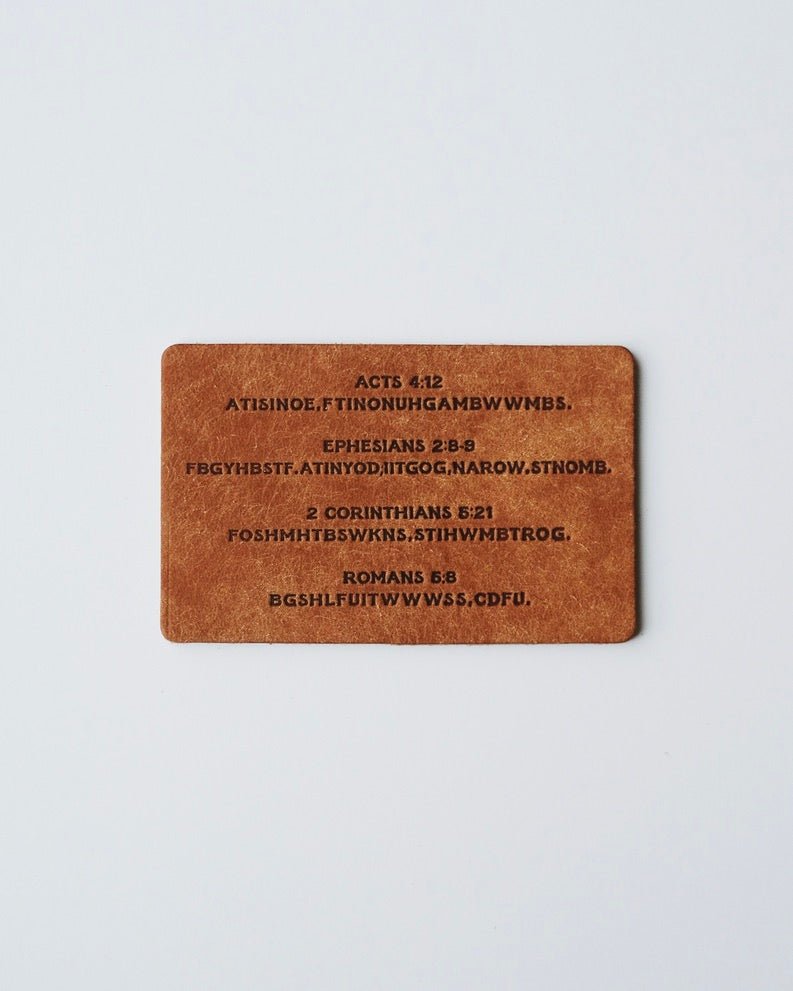 ACTS 4:12
ATISINOE,FTINONUHGAMBWWMBS.
EPHESIANS 2:8-9
FBGYHBSTF.ATINYOD;IITGOG,NAROW.STNOMB.
2 CORINTHIANS 5:21
FOSHMHTBSWKNS,STIHWMBTROG.
ROMANS 5:8
BGSHLFUITWWWSS,CDFU.